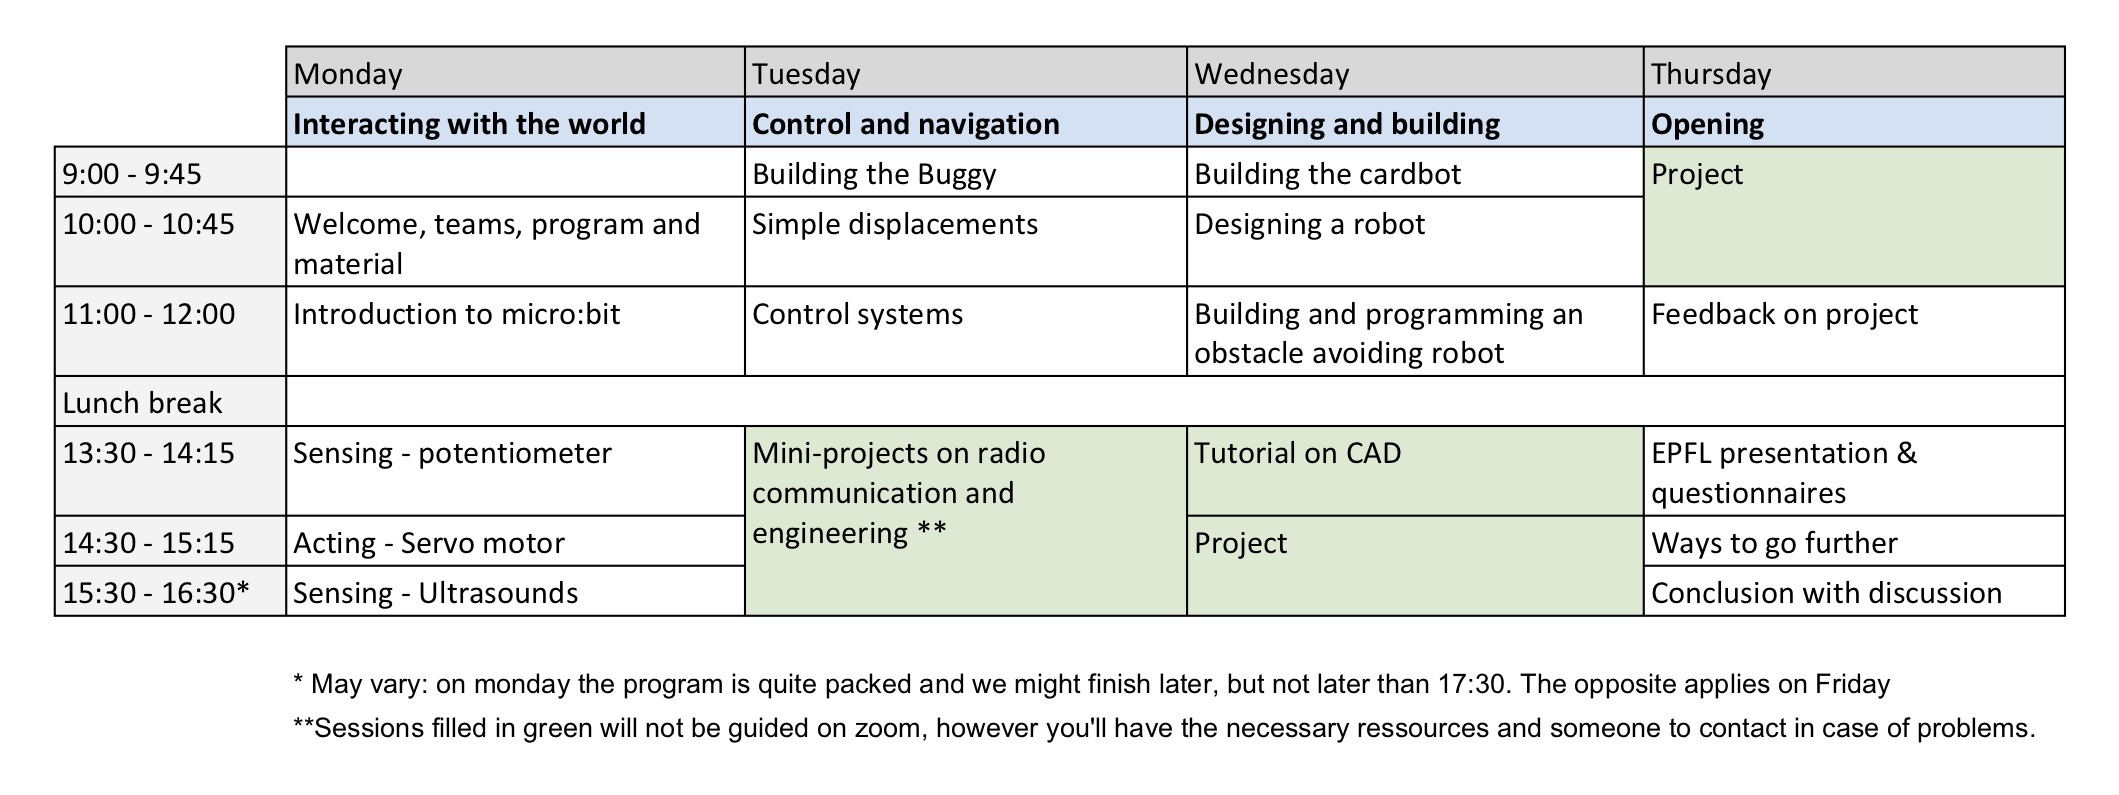 Monday Tuesday Wednesday Thursday
Interacting with the world Control and navigation Designing and building Opening
9:00 - 9:45 Building the Buggy Building the cardbot Project
10:00 - 10:45 Welcome, teams, program and Simple displacements Designing a robot
material
11:00 - 12:00 Introduction to micro:bit Control systems Building and programming an Feedback on project
obstacle avoiding robot
Lunch break
13:30 - 14:15 Sensing - potentiometer Mini-projects on radio Tutorial on CAD EPFL presentation &
communication and questionnaires
engineering **
14:30 - 15:15 Acting - Servo motor Project Ways to go further
15:30 - 16:30* Sensing - Ultrasounds Conclusion with discussion
* May vary: on monday the program is quite packed and we might finish later, but not later than 17:30. The opposite applies on Friday
**Sessions filled in green will not be guided on zoom, however you'll have the necessary ressources and someone to contact in case of problems.